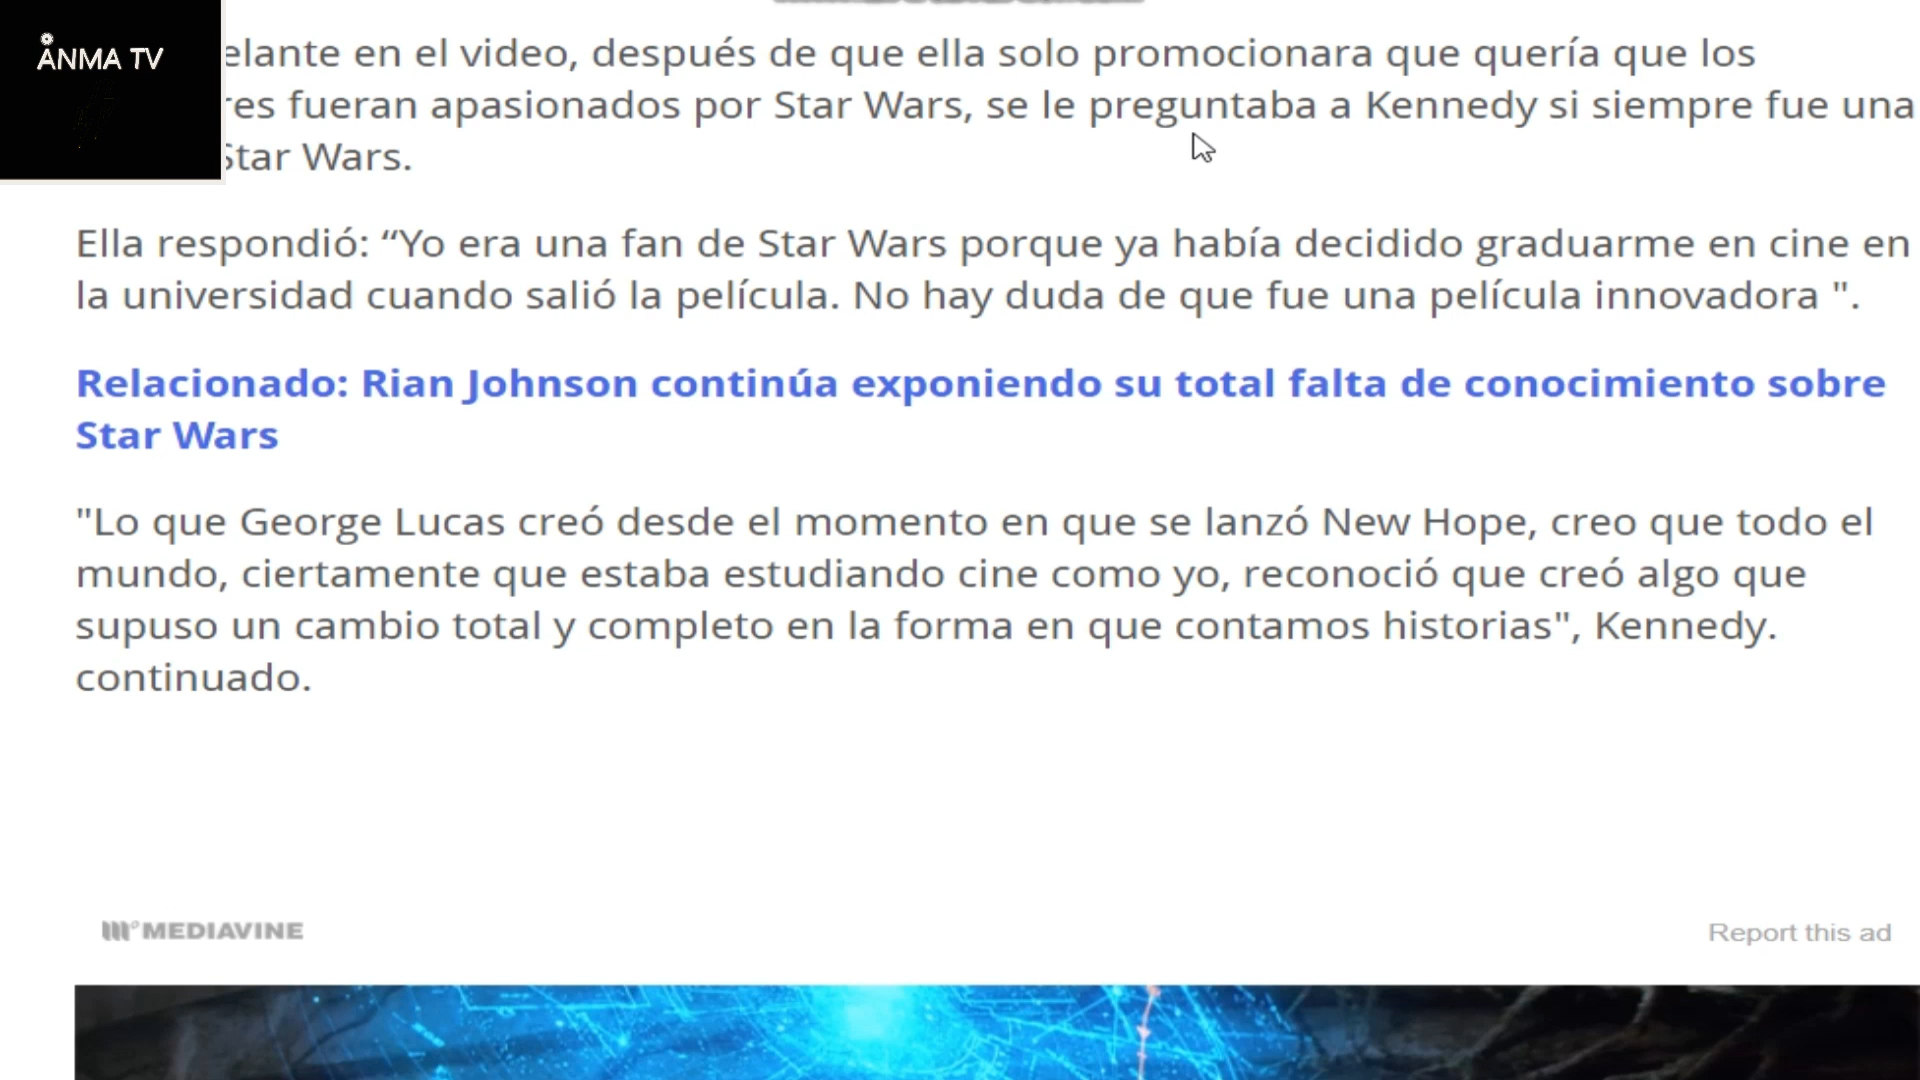 ÅNMA TV
elante en el video, después de que ella solo promocionara que quería que los
res fueran apasionados por Star Wars, se le preguntaba a Kennedy si siempre fue una
Star Wars.
Ella respondió: “Yo era una fan de Star Wars porque ya había decidido graduarme en cine en
la universidad cuando salió la película. No hay duda de que fue una película innovadora ".
Relacionado: Rian Johnson continúa exponiendo su total falta de conocimiento sobre
Star Wars
"Lo que George Lucas creó desde el momento en que se lanzó New Hope, creo que todo el
mundo, ciertamente que estaba estudiando cine como yo, reconoció que creó algo que
supuso un cambio total y completo en la forma en que contamos historias", Kennedy.
continuado.
MEDIAVINE
Report this ad